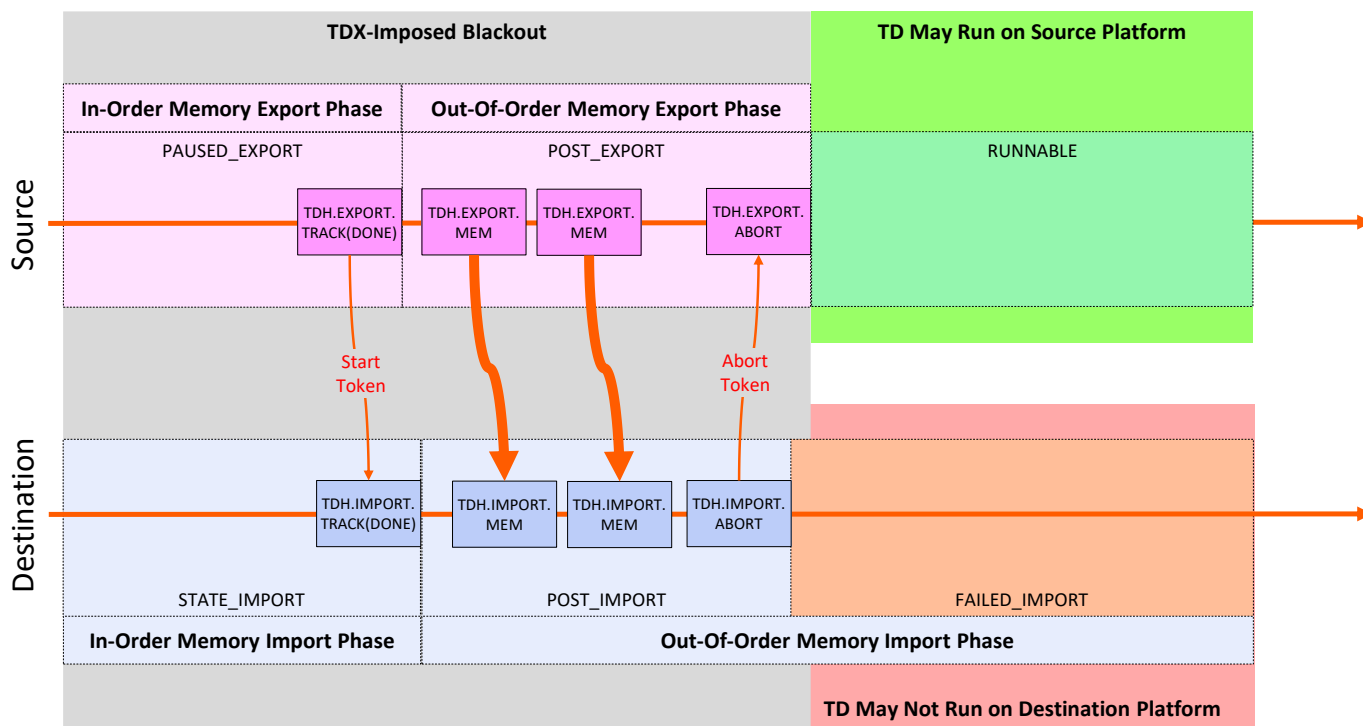 TDX-Imposed Blackout
TD May Run on Source Platform
In-Order Memory Export Phase
Out-Of-Order Memory Export Phase
PAUSED_EXPORT
POST_EXPORT
RUNNABLE
Source
TDH.EXPORT.
TRACK(DONE)
TDH.EXPORT.
MEM
TDH.EXPORT.
MEM
TDH.EXPORT.
ABORT
Start
Token
Abort
Token
Destination
TDH.IMPORT.
TRACK(DONE)
TDH.IMPORT.
MEM
TDH.IMPORT.
MEM
TDH.IMPORT.
ABORT
STATE_IMPORT
POST_IMPORT
FAILED_IMPORT
In-Order Memory Import Phase
Out-Of-Order Memory Import Phase
TD May Not Run on Destination Platform